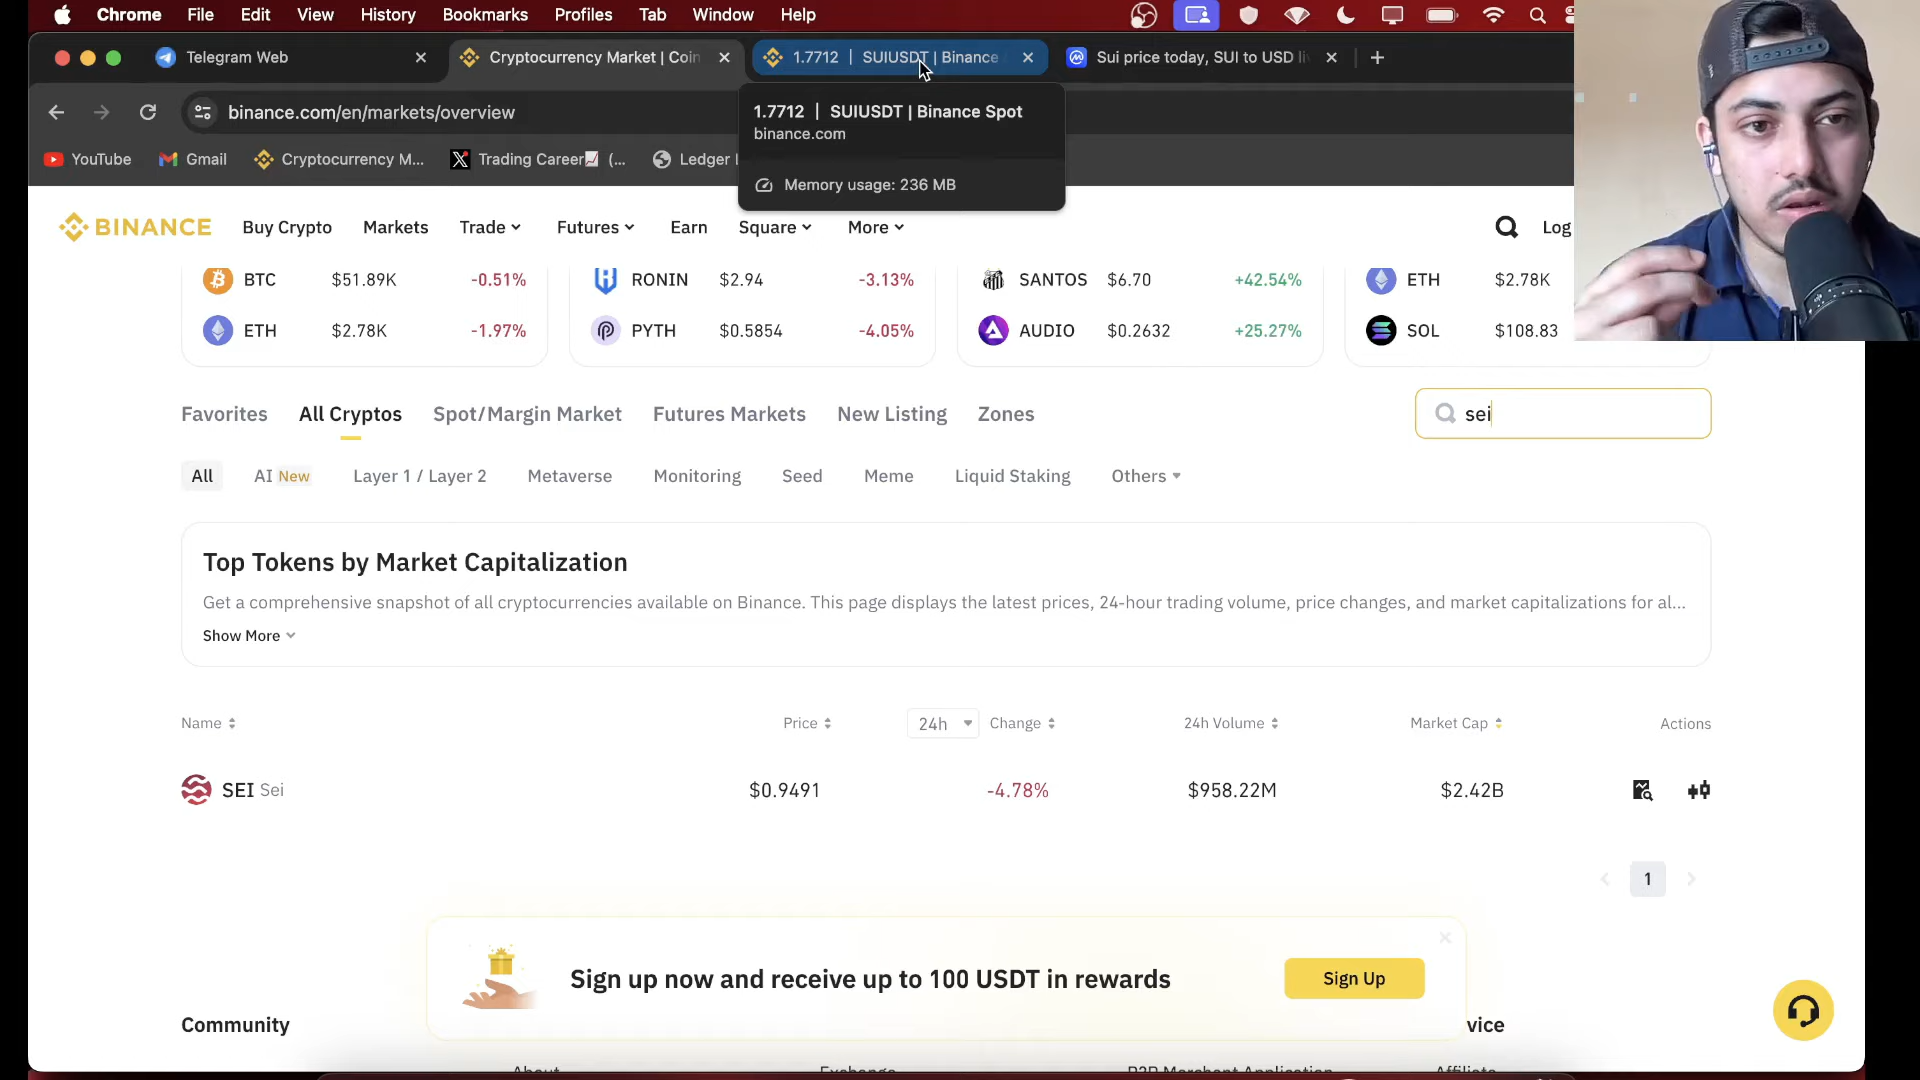 Chrome File Edit View History Bookmarks Profiles Tab Window Help
Telegram Web
Cryptocurrency Market | Coin
1.7712 | SUIUSDT | Binance
Sui price today, SUI to USD li
binance.com/en/markets/overview
1.7712 | SUIUSDT | Binance Spot
binance.com
Memory usage: 236 MB
YouTube Gmail Cryptocurrency M... Trading Career (... Ledger
BINANCE Buy Crypto Markets Trade Futures Earn Square More Log
BTC $51.89K -0.51% RONIN $2.94 -3.13% SANTOS $6.70 +42.54% ETH $2.78K
ETH $2.78K -1.97% PYTH $0.5854 -4.05% AUDIO $0.2632 +25.27% SOL $108.83
Favorites All Cryptos Spot/Margin Market Futures Markets New Listing Zones sei
All AI New Layer 1 / Layer 2 Metaverse Monitoring Seed Meme Liquid Staking Others
Top Tokens by Market Capitalization
Get a comprehensive snapshot of all cryptocurrencies available on Binance. This page displays the latest prices, 24-hour trading volume, price changes, and market capitalizations for al...
Show More
Name Price 24h Change 24h Volume Market Cap Actions
SEI Sei $0.9491 -4.78% $958.22M $2.42B
1
Sign up now and receive up to 100 USDT in rewards Sign Up
Community vice
About Exchange P2P Merchant Application Affiliate